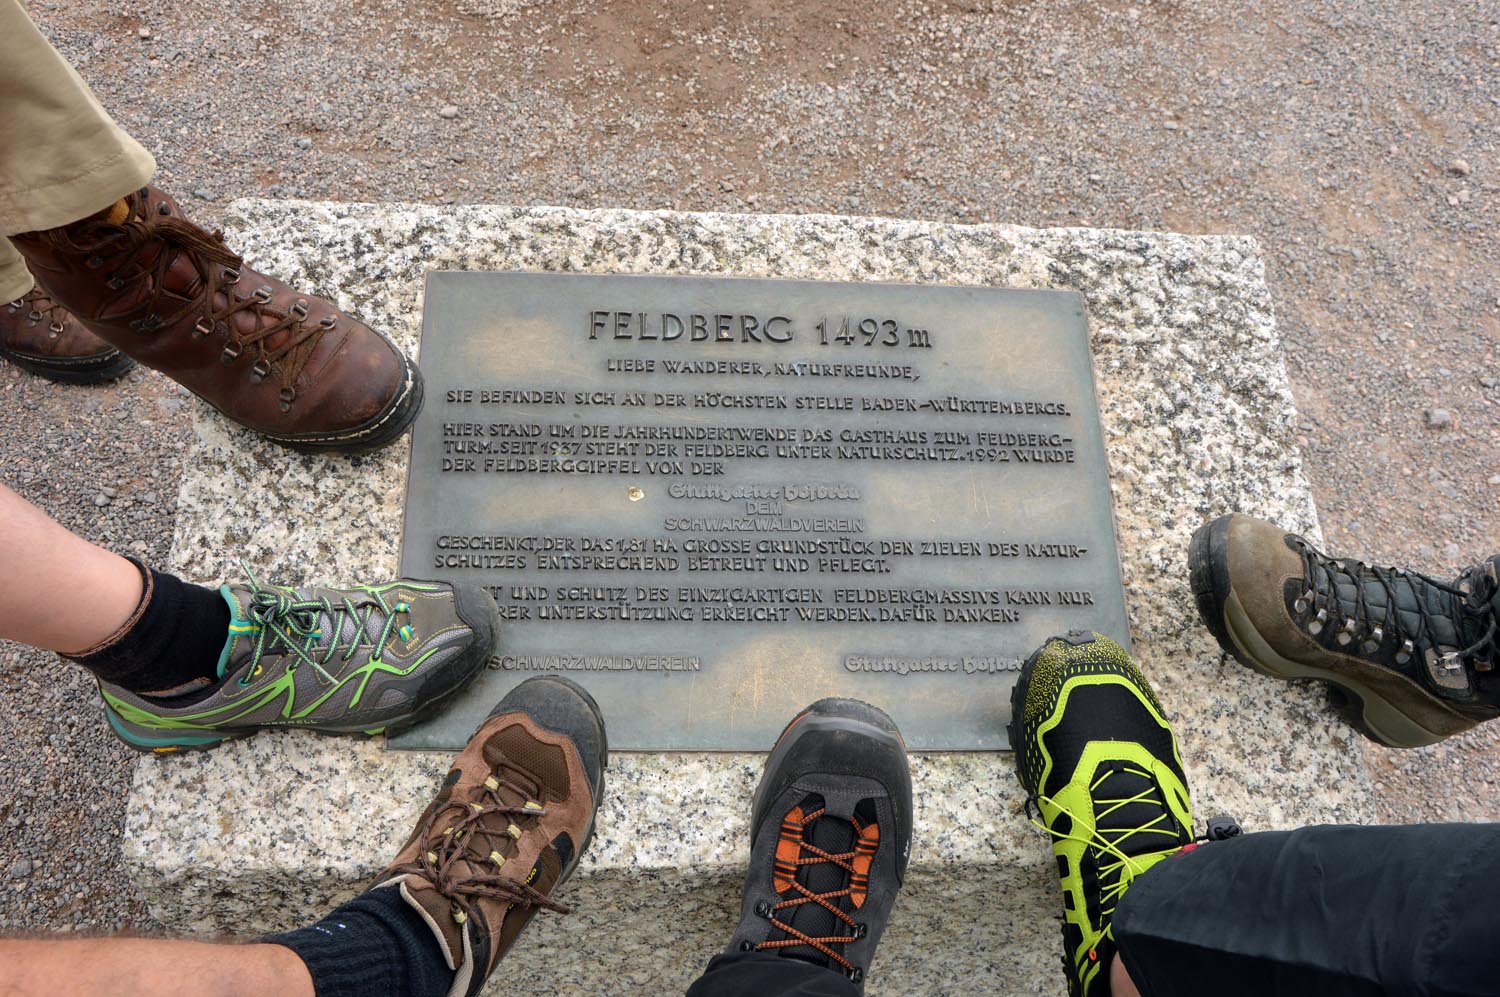 FELDBERG 1493 m
LIEBE WANDERER, NATURFREUNDE,
SIE BEFINDEN SICH AN DER HÖCHSTEN STELLE BADEN-WÜRTTEMBERGS.
HIER STAND UM DIE JAHRHUNDERTWENDE DAS GASTHAUS ZUM FELDBERG-
TURM. SEIT 1937 STEHT DER FELDBERG UNTER NATURSCHUTZ. 1992 WURDE
DER FELDBERGGIPFEL VON DER
Stuttgarter Hofbräu
DEM
SCHWARZWALDVEREIN
GESCHENKT, DER DAS 1,81 HA GROSSE GRUNDSTÜCK DEN ZIELEN DES NATUR-
SCHUTZES ENTSPRECHEND BETREUT UND PFLEGT.
UND SCHUTZ DES EINZIGARTIGEN FELDBERGMASSIVS KANN NUR
UNTERSTÜTZUNG ERREICHT WERDEN. DAFÜR DANKEN:
SCHWARZWALDVEREIN Stuttgarter
MERRELL